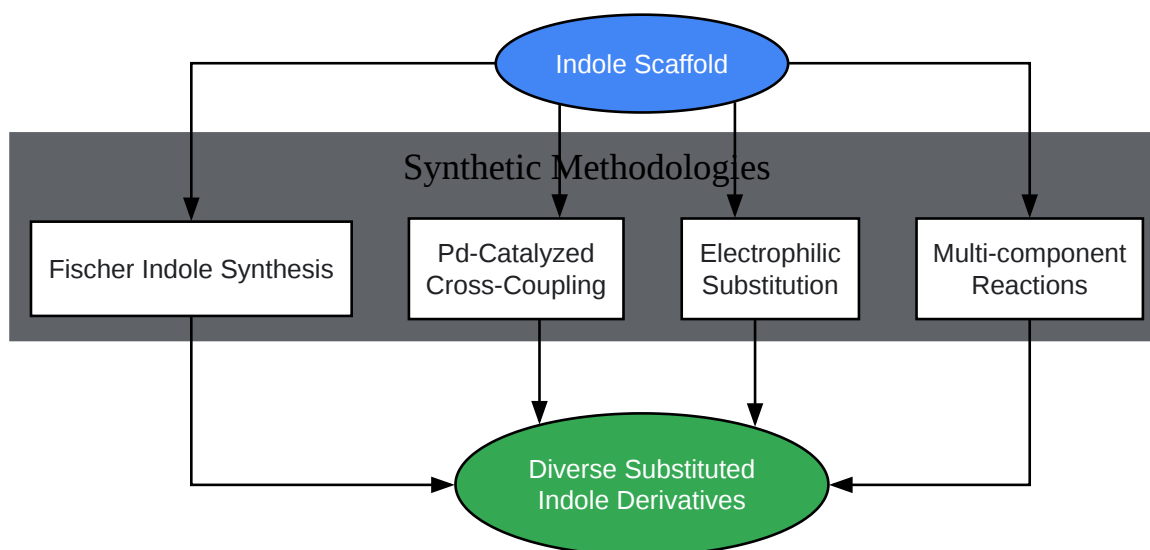 Indole Scaffold
Synthetic Methodologies
Fischer Indole Synthesis
Pd-Catalyzed
Cross-Coupling
Electrophilic
Substitution
Multi-component
Reactions
Diverse Substituted
Indole Derivatives